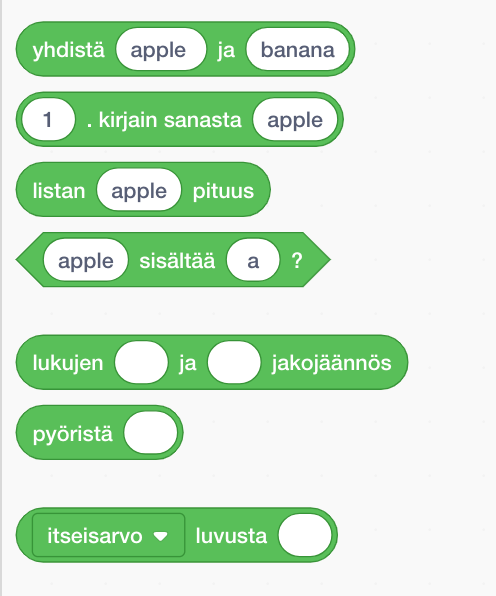 yhdistä apple ja banana
1 . kirjain sanasta apple
listan apple pituus
apple sisältää a ?
lukujen ja jakojäännös
pyöristä
itseisarvo luvusta